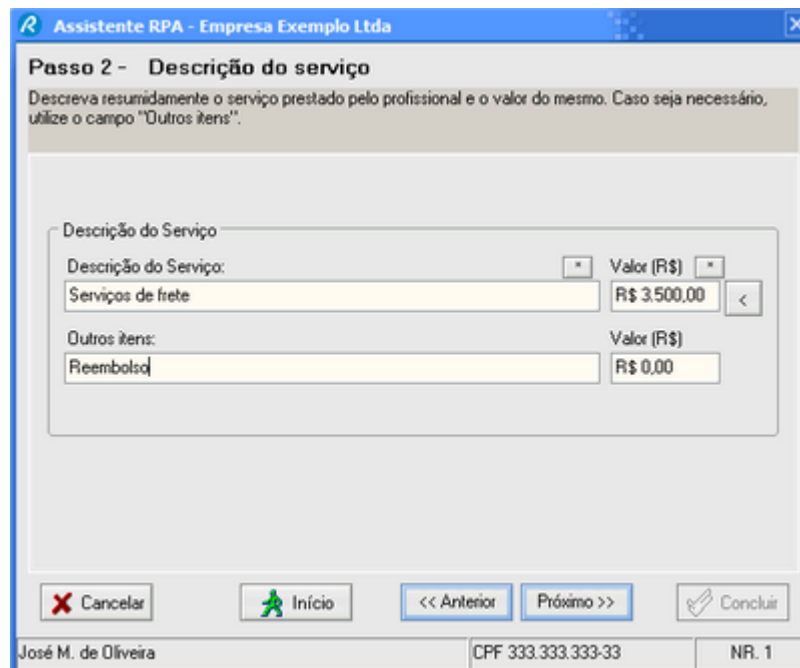 Assistente RPA - Empresa Exemplo Ltda
Passo 2 - Descrição do serviço
Descreva resumidamente o serviço prestado pelo profissional e o valor do mesmo. Caso seja necessário,
utilize o campo "Outros itens".
Descrição do Serviço
Descrição do Serviço: * Valor (R$) *
Serviços de frete R$ 3.500,00 <
Outros itens: Valor (R$)
Reembolso R$ 0,00
Cancelar Início << Anterior Próximo >> Concluir
José M. de Oliveira CPF 333.333.333-33 NR. 1